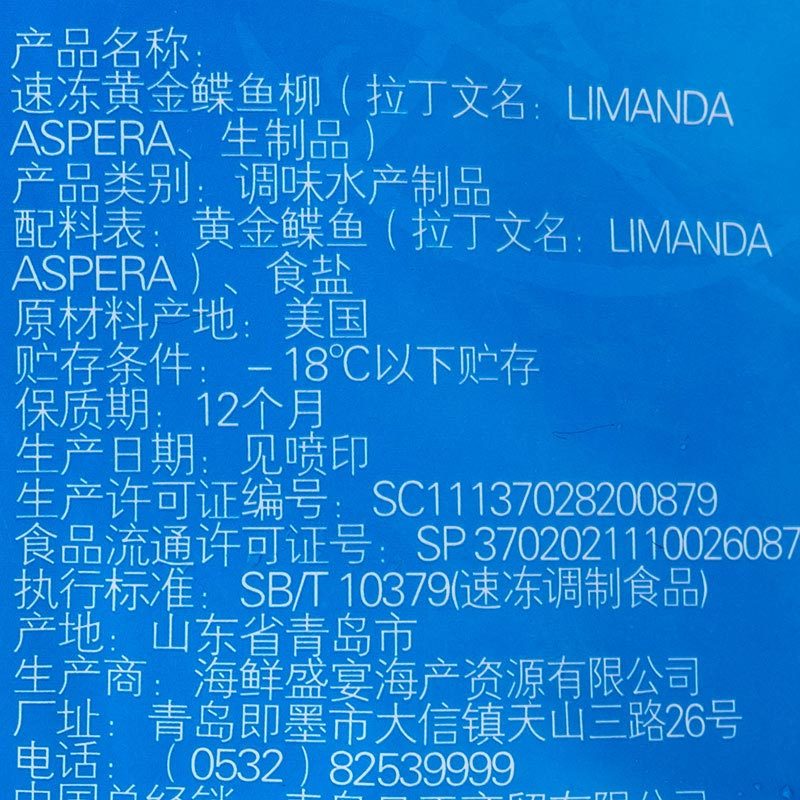 产品名称:
速冻黄金鲽鱼柳（拉丁文名: LIMANDA
ASPERA、生制品）
产品类别: 调味水产制品
配料表: 黄金鲽鱼（拉丁文名: LIMANDA
ASPERA）、食盐
原材料产地: 美国
贮存条件: －18℃以下贮存
保质期: 12个月
生产日期: 见喷印
生产许可证编号: SC11137028200879
食品流通许可证号: SP 3702021110026087
执行标准: SB/T 10379(速冻调制食品)
产地: 山东省青岛市
生产商: 海鲜盛宴海产资源有限公司
厂址: 青岛即墨市大信镇天山三路26号
电话: （0532）82539999